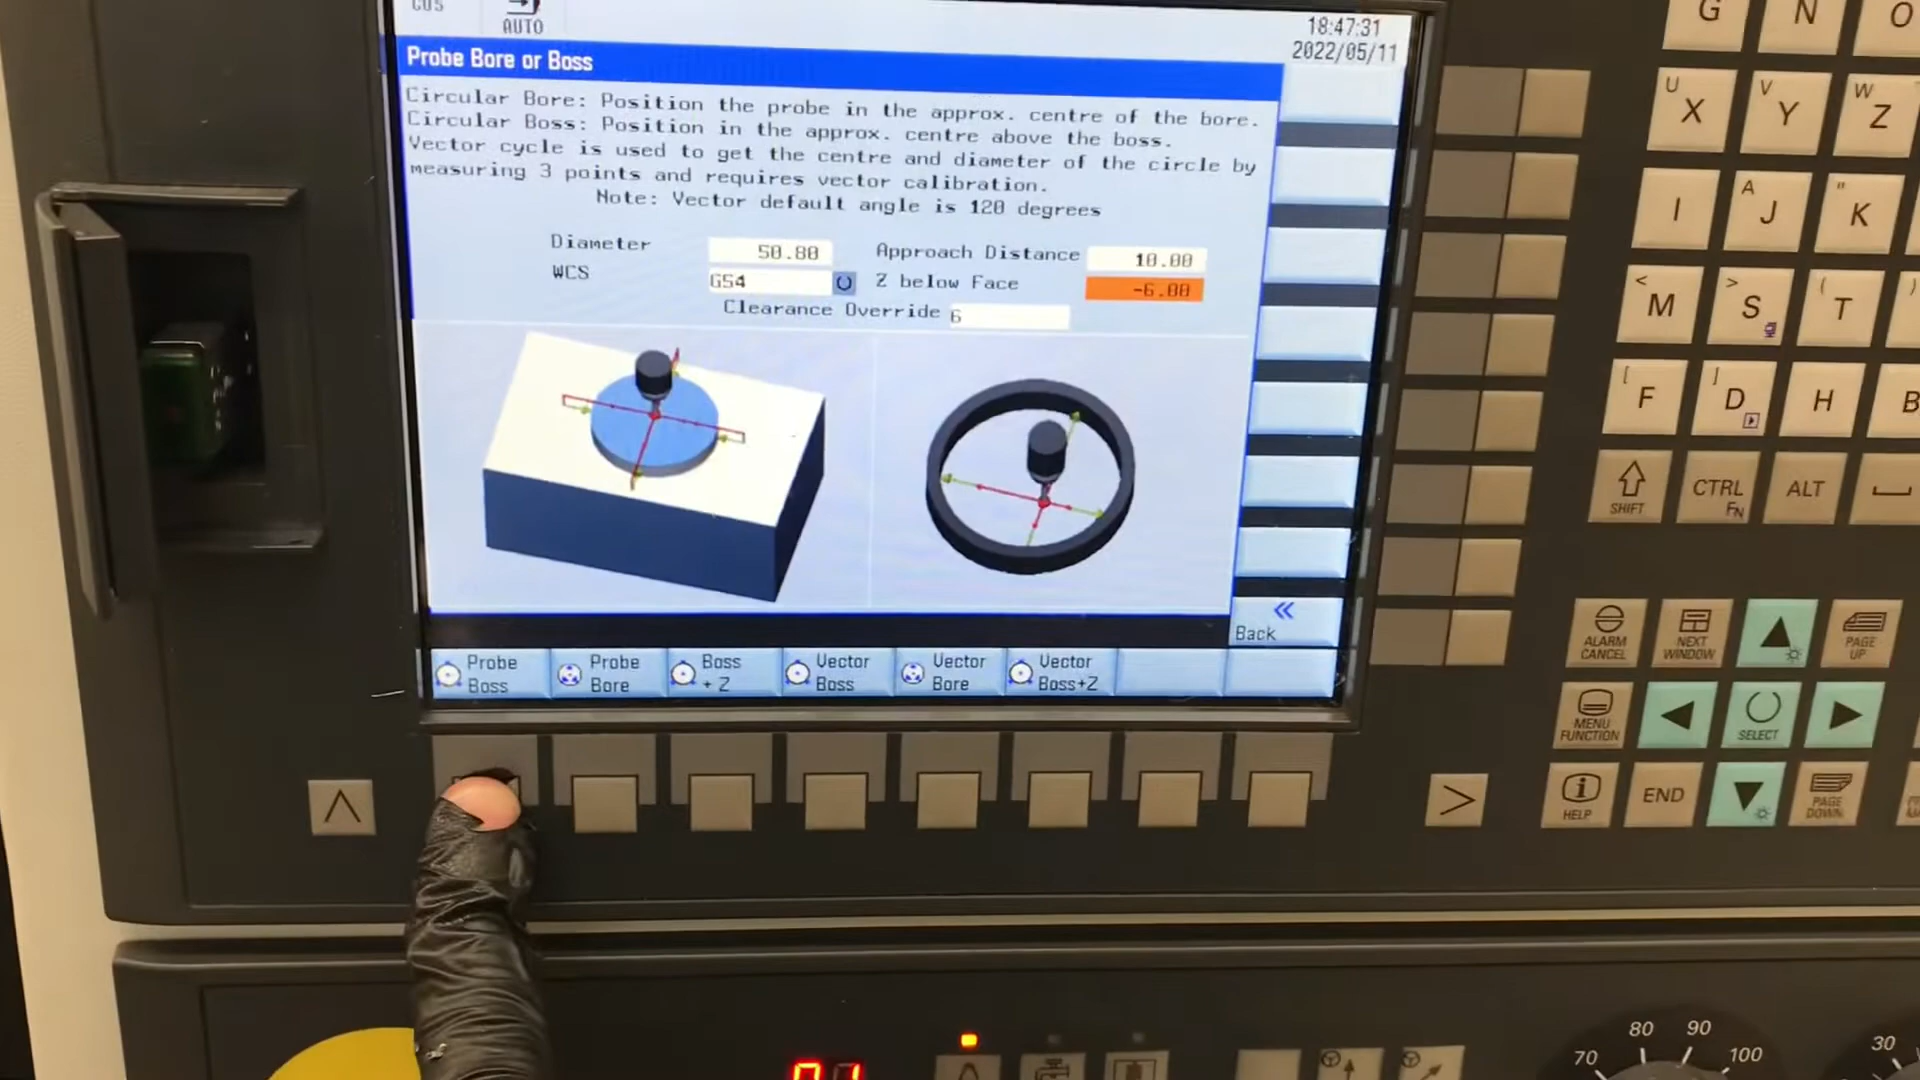 CUS
AUTO
18:47:31
2022/05/11
Probe Bore or Boss
Circular Bore: Position the probe in the approx. centre of the bore.
Circular Boss: Position in the approx. centre above the boss.
Vector cycle is used to get the centre and diameter of the circle by
measuring 3 points and requires vector calibration.
Note: Vector default angle is 120 degrees
Diameter 50.80 Approach Distance 10.00
WCS G54 Z below Face -6.00
Clearance Override 6
« Back
Probe Boss
Probe Bore
Boss + Z
Vector Boss
Vector Bore
Vector Boss+Z
G N O
U X V Y W Z
I A J " K
< M > S ( T )
[ F ] D H B
SHIFT CTRL FN ALT
ALARM CANCEL
NEXT WINDOW
PAGE UP
MENU FUNCTION
SELECT
HELP
END
PAGE DOWN
>
70 80 90 100
30